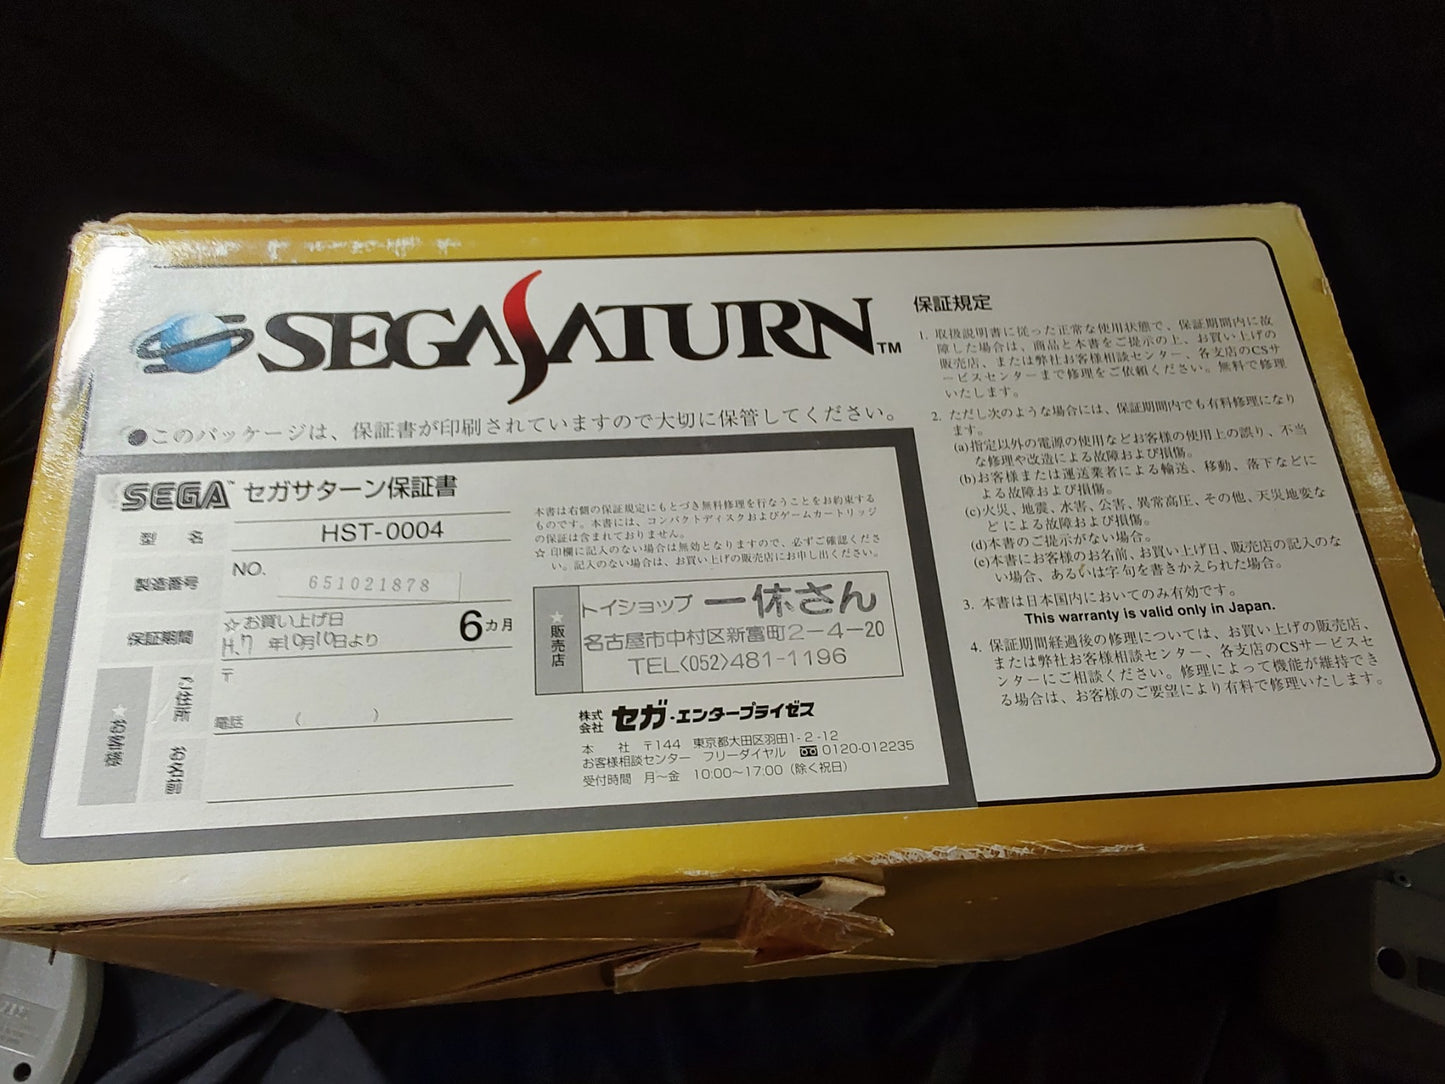 SEGA SATURN™
●このパッケージは、保証書が印刷されていますので大切に保管してください。
SEGA™ セガサターン保証書
型名 HST-0004
製造番号 NO. 651021878
保証期間 ☆お買い上げ日 6カ月
H.7 年10月10日より
★お客様
ご住所 〒
電話 ( )
お名前
本書は右側の保証規定にもとづき無料修理を行なうことをお約束する
ものです。本書には、コンパクトディスクおよびゲームカートリッジ
の保証は含まれておりません。
☆ 印欄に記入のない場合は無効となりますので、必ずご確認くださ
い。記入のない場合は、お買い上げの販売店にお申し出ください。
★販売店
トイショップ 一休さん
名古屋市中村区新富町2-4-20
TEL〈052〉481-1196
株式会社 セガ・エンタープライゼス
本社 〒144 東京都大田区羽田1-2-12
お客様相談センター フリーダイヤル 0120-012235
受付時間 月~金 10:00~17:00(除く祝日)
保証規定
1. 取扱説明書に従った正常な使用状態で、保証期間内に故
障した場合は、商品と本書をご提示の上、お買い上げの
販売店、または弊社お客様相談センター、各支店のCSサ
ービスセンターまで修理をご依頼ください。無料で修理
いたします。
2. ただし次のような場合には、保証期間内でも有料修理になり
ます。
(a)指定以外の電源の使用などお客様の使用上の誤り、不当
な修理や改造による故障および損傷。
(b)お客様または運送業者による輸送、移動、落下などに
よる故障および損傷。
(c)火災、地震、水害、公害、異常高圧、その他、天災地変な
どによる故障および損傷。
(d)本書のご提示がない場合。
(e)本書にお客様のお名前、お買い上げ日、販売店の記入のな
い場合、あるいは字句を書きかえられた場合。
3. 本書は日本国内においてのみ有効です。
This warranty is valid only in Japan.
4. 保証期間経過後の修理については、お買い上げの販売店、
または弊社お客様相談センター、各支店のCSサービスセ
ンターにご相談ください。修理によって機能が維持でき
る場合は、お客様のご要望により有料で修理いたします。